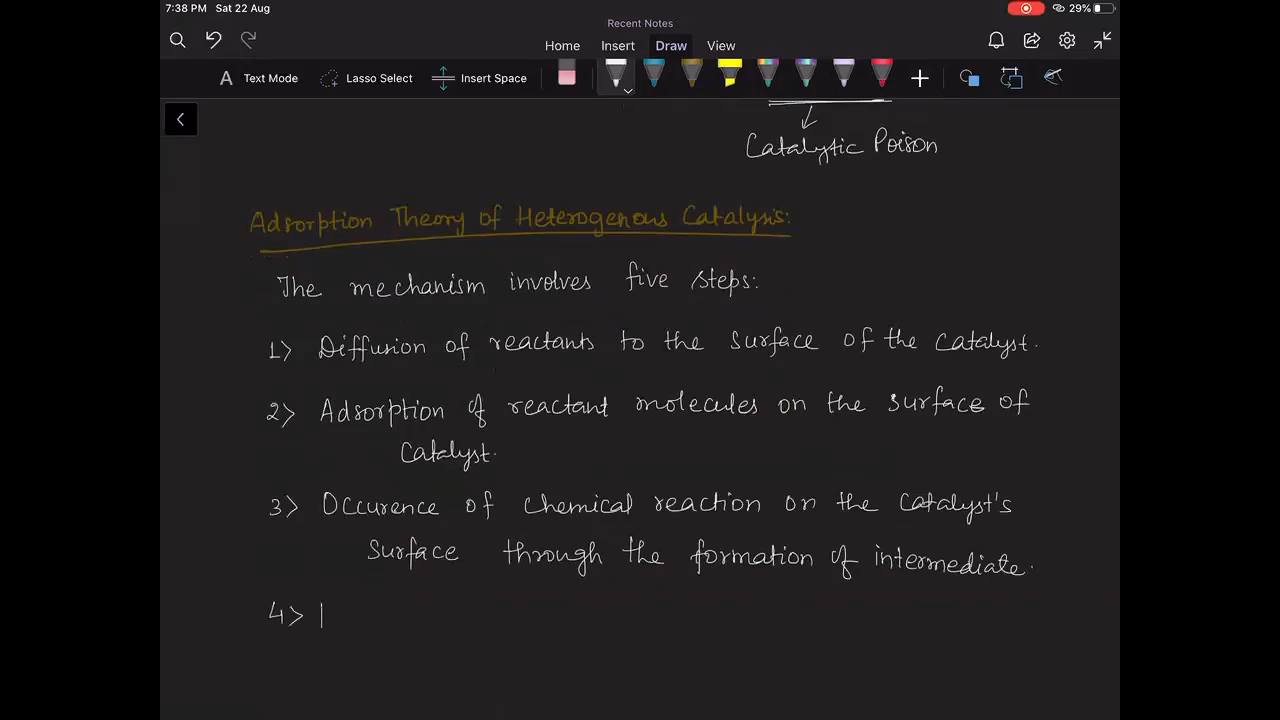 7:38 PM Sat 22 Aug
29%
Recent Notes
Home Insert Draw View
Text Mode Lasso Select Insert Space
Catalytic Poison
Adsorption Theory of Heterogenous Catalysis:
The mechanism involves five steps:
1> Diffusion of reactants to the surface of the catalyst.
2> Adsorption of reactant molecules on the surface of
Catalyst.
3> Occurence of chemical reaction on the catalyst's
surface through the formation of intermediate.
4>